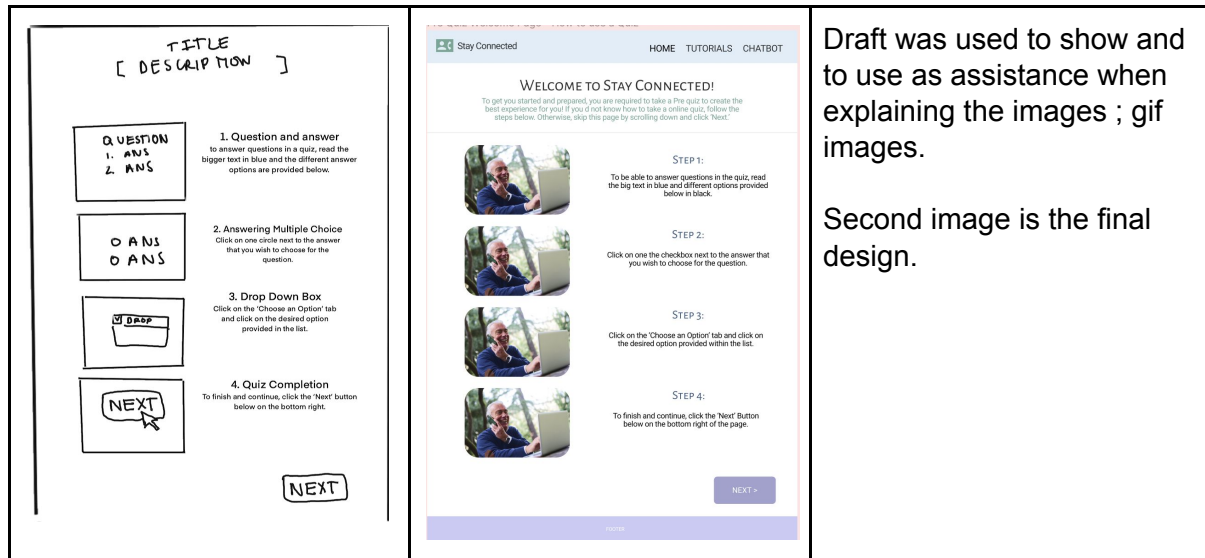 TITLE
[ DESCRIPTION ]
QUESTION
1. ANS
2. ANS
1. Question and answer
to answer questions in a quiz, read the
bigger text in blue and the different answer
options are provided below.
O ANS
O ANS
2. Answering Multiple Choice
Click on one circle next to the answer
that you wish to choose for the
question.
DROP
3. Drop Down Box
Click on the 'Choose an Option' tab
and click on the desired option
provided in the list.
NEXT
4. Quiz Completion
To finish and continue, click the 'Next' button
below on the bottom right.
NEXT
Stay Connected
HOME TUTORIALS CHATBOT
WELCOME TO STAY CONNECTED!
To get you started and prepared, you are required to take a Pre quiz to create the
best experience for you! If you d not know how to take a online quiz, follow the
steps below. Otherwise, skip this page by scrolling down and click 'Next.'
STEP 1:
To be able to answer questions in the quiz, read
the big text in blue and different options provided
below in black.
STEP 2:
Click on one the checkbox next to the answer that
you wish to choose for the question.
STEP 3:
Click on the 'Choose an Option' tab and click on
the desired option provided within the list.
STEP 4:
To finish and continue, click the 'Next' Button
below on the bottom right of the page.
NEXT >
FOOTER
Draft was used to show and
to use as assistance when
explaining the images ; gif
images.
Second image is the final
design.